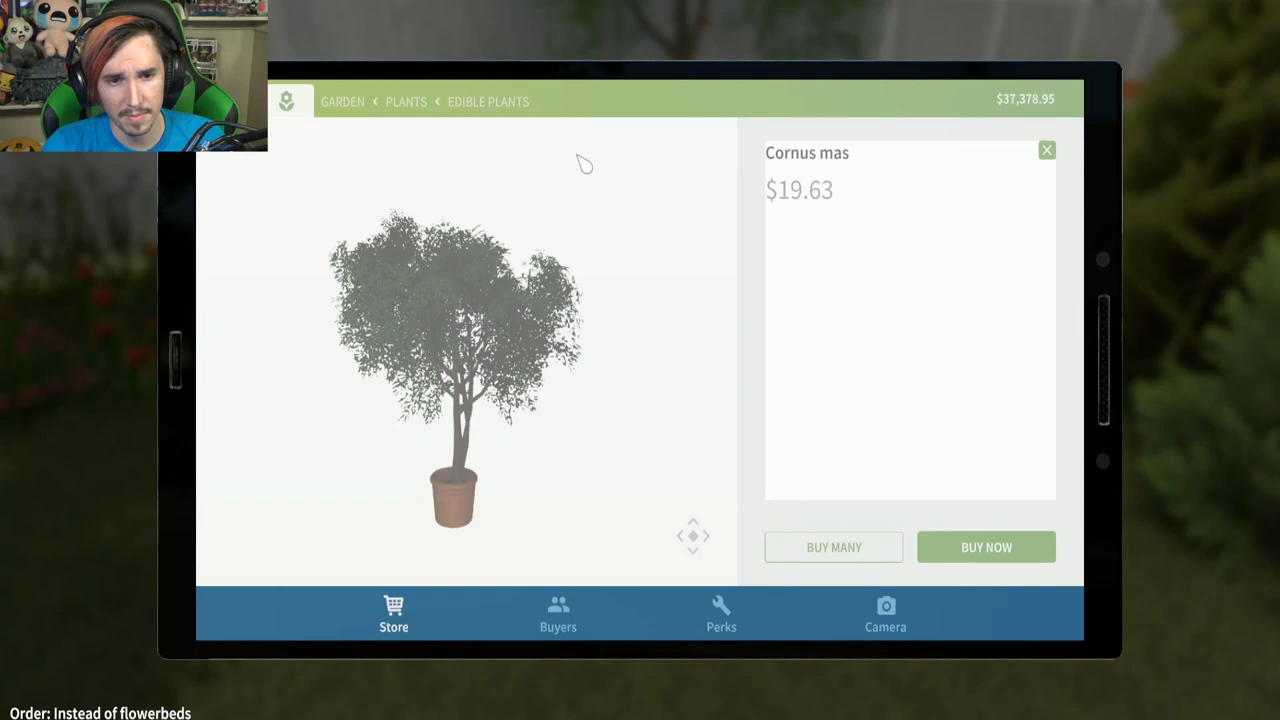 GARDEN < PLANTS < EDIBLE PLANTS
$37,378.95
Cornus mas
$19.63
BUY MANY
BUY NOW
Store
Buyers
Perks
Camera
Order: Instead of flowerbeds